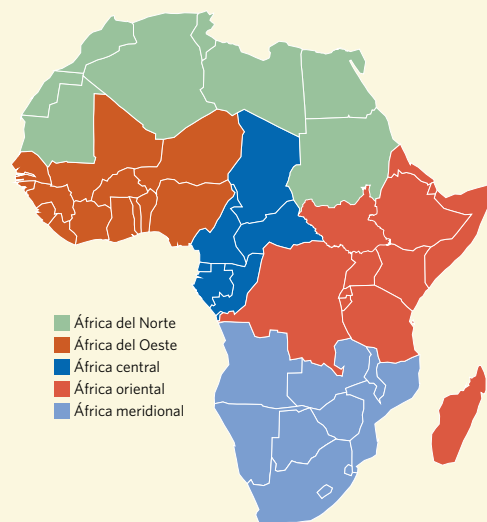 África del Norte
África del Oeste
África central
África oriental
África meridional